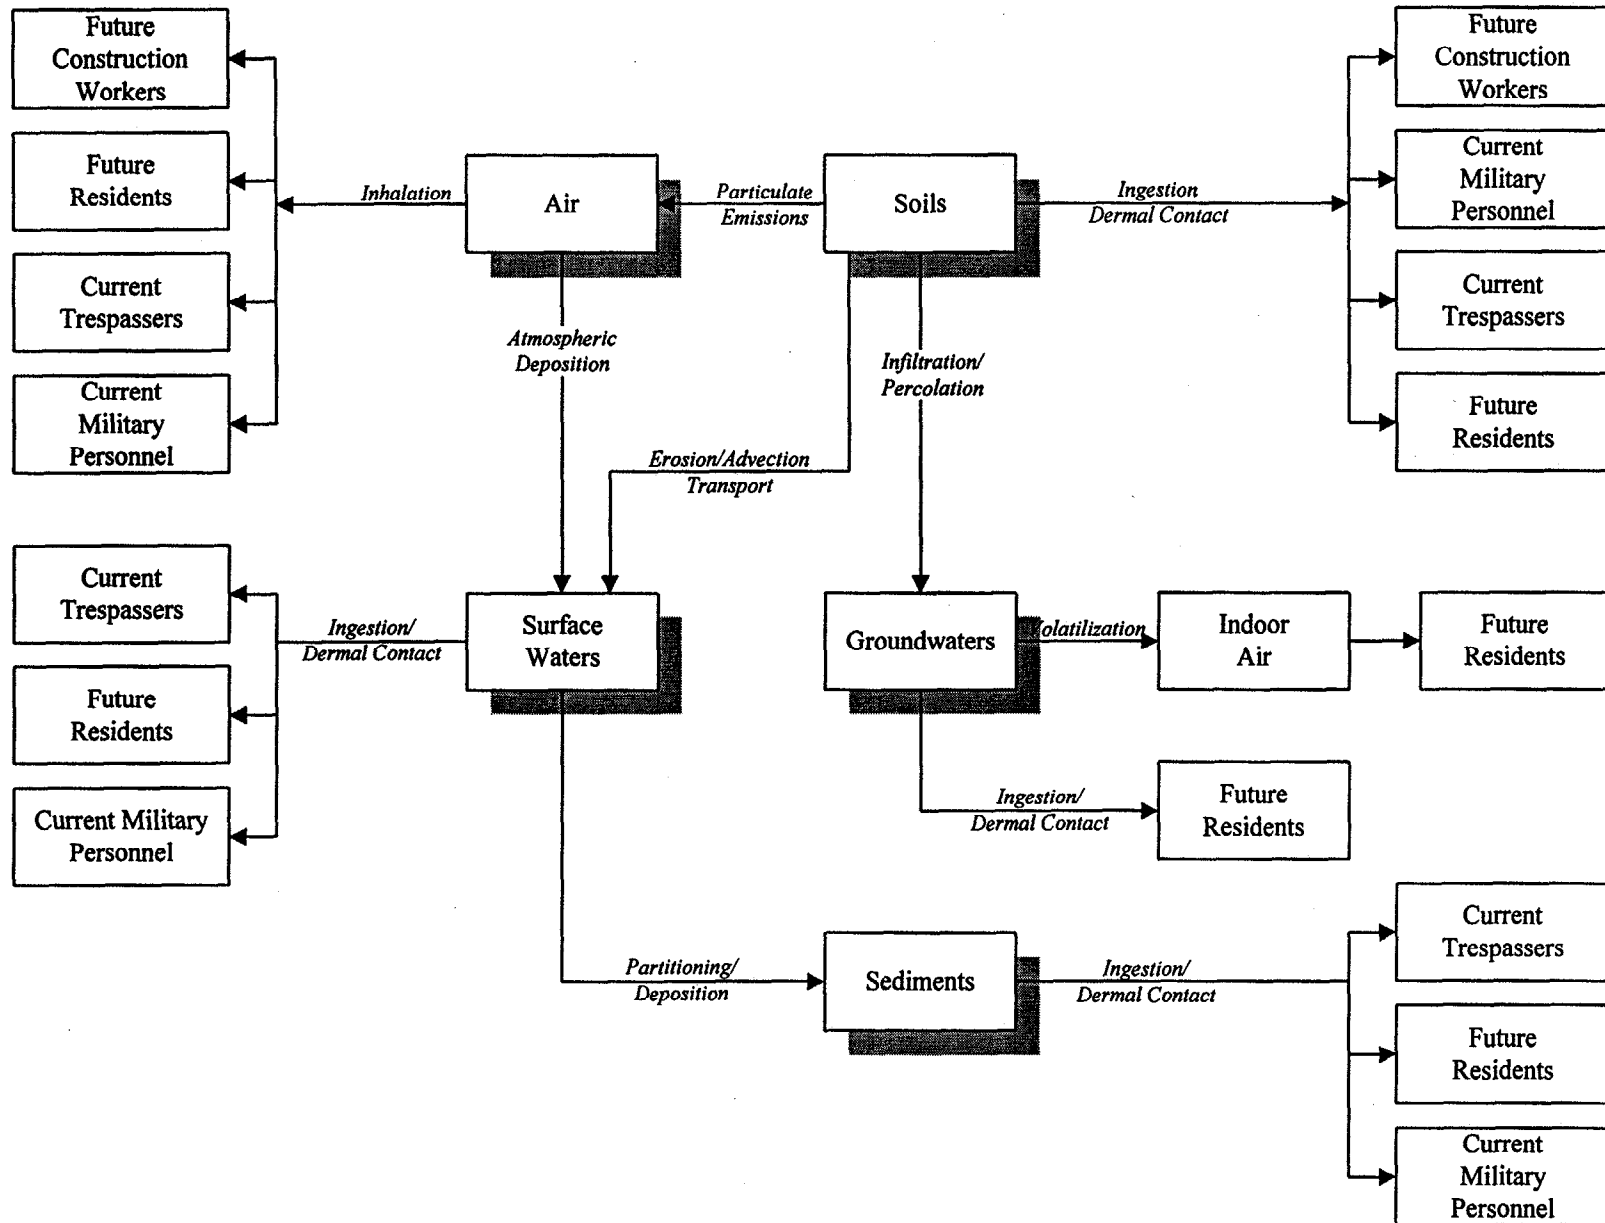 Future
Construction
Workers
Future
Residents
Current
Trespassers
Current
Military
Personnel
Inhalation
Air
Particulate
Emissions
Soils
Ingestion
Dermal Contact
Future
Construction
Workers
Current
Military
Personnel
Current
Trespassers
Future
Residents
Atmospheric
Deposition
Infiltration/
Percolation
Erosion/Advection
Transport
Current
Trespassers
Future
Residents
Current Military
Personnel
Ingestion/
Dermal Contact
Surface
Waters
Groundwaters
olatilization
Indoor
Air
Future
Residents
Ingestion/
Dermal Contact
Future
Residents
Partitioning/
Deposition
Sediments
Ingestion/
Dermal Contact
Current
Trespassers
Future
Residents
Current
Military
Personnel